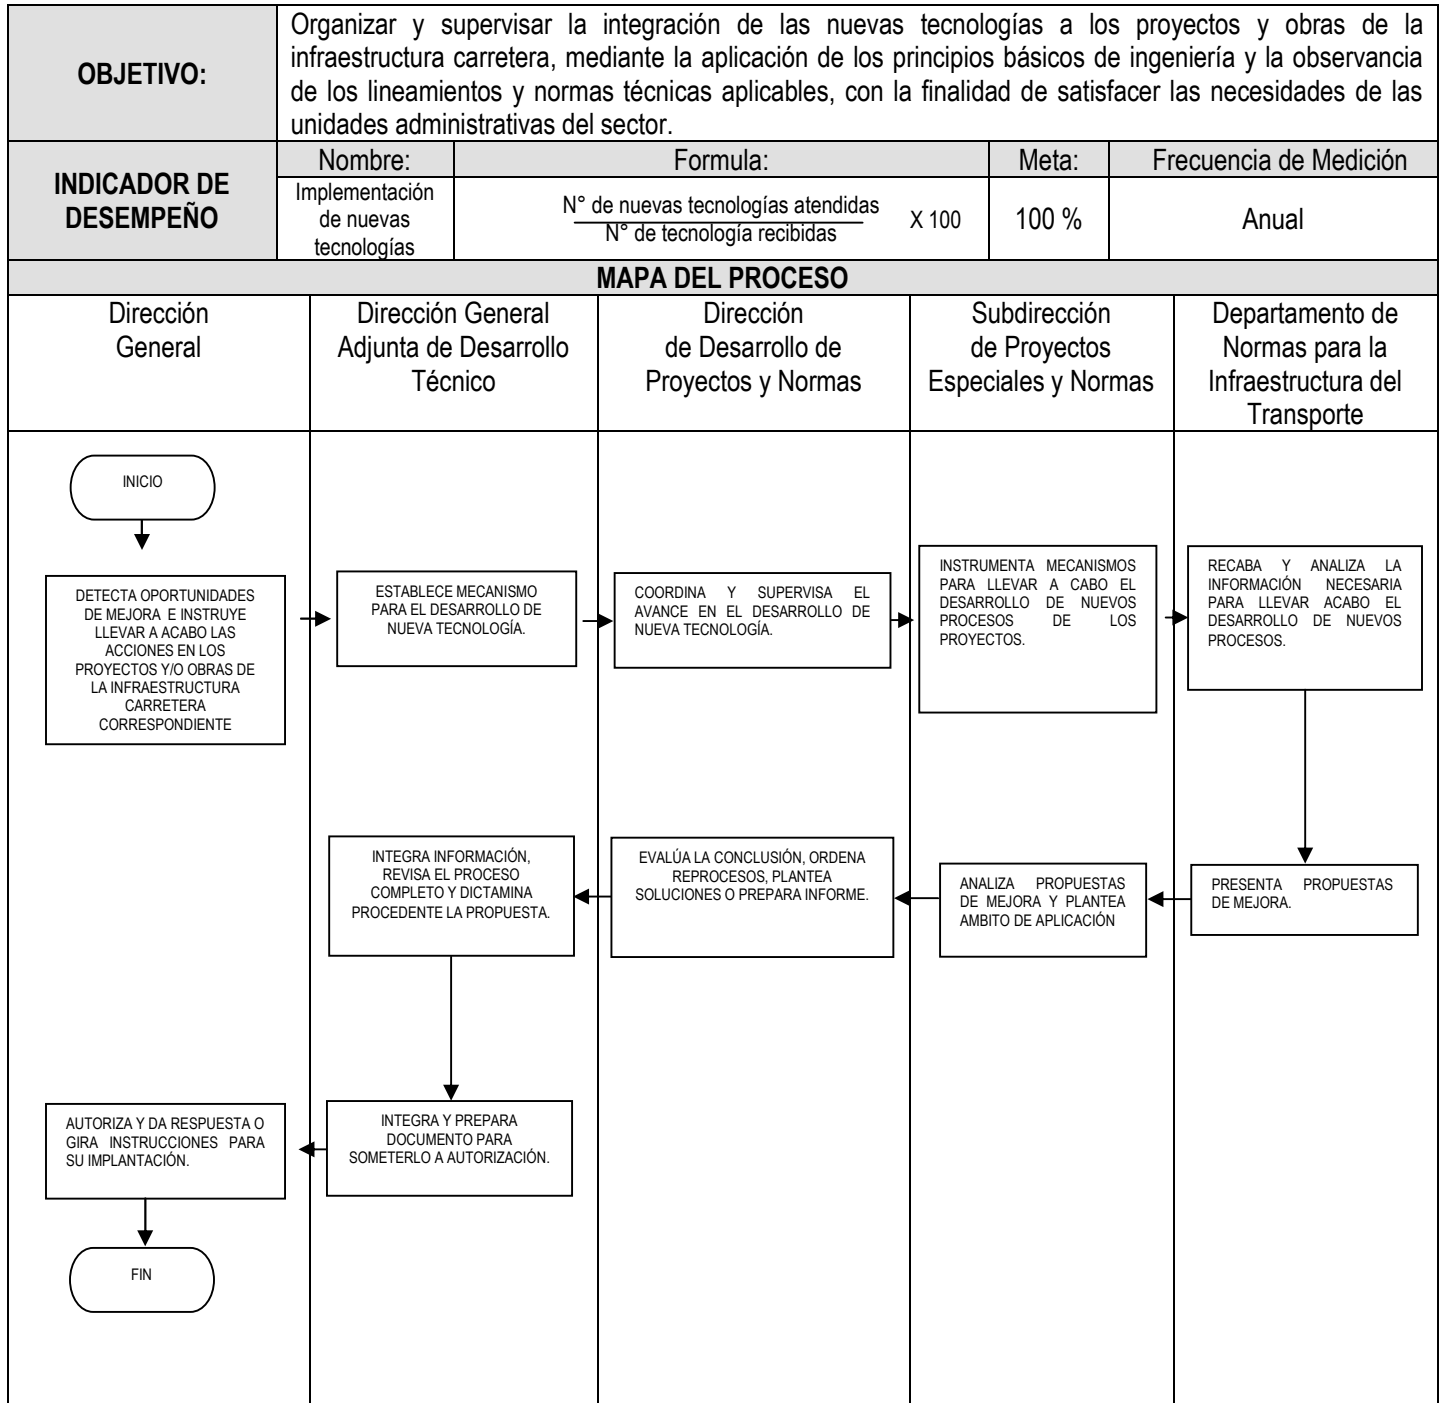 OBJETIVO:
Organizar y supervisar la integración de las nuevas tecnologías a los proyectos y obras de la
infraestructura carretera, mediante la aplicación de los principios básicos de ingeniería y la observancia
de los lineamientos y normas técnicas aplicables, con la finalidad de satisfacer las necesidades de las
unidades administrativas del sector.
INDICADOR DE
DESEMPEÑO
Nombre:
Formula:
Meta:
Frecuencia de Medición
Implementación
de nuevas
tecnologías
N° de nuevas tecnologías atendidas
N° de tecnología recibidas
X 100
100 %
Anual
MAPA DEL PROCESO
Dirección
General
Dirección General
Adjunta de Desarrollo
Técnico
Dirección
de Desarrollo de
Proyectos y Normas
Subdirección
de Proyectos
Especiales y Normas
Departamento de
Normas para la
Infraestructura del
Transporte
INICIO
DETECTA OPORTUNIDADES
DE MEJORA E INSTRUYE
LLEVAR A ACABO LAS
ACCIONES EN LOS
PROYECTOS Y/O OBRAS DE
LA INFRAESTRUCTURA
CARRETERA
CORRESPONDIENTE
ESTABLECE MECANISMO
PARA EL DESARROLLO DE
NUEVA TECNOLOGÍA.
COORDINA Y SUPERVISA EL
AVANCE EN EL DESARROLLO DE
NUEVA TECNOLOGÍA.
INSTRUMENTA MECANISMOS
PARA LLEVAR A CABO EL
DESARROLLO DE NUEVOS
PROCESOS DE LOS
PROYECTOS.
RECABA Y ANALIZA LA
INFORMACIÓN NECESARIA
PARA LLEVAR ACABO EL
DESARROLLO DE NUEVOS
PROCESOS.
INTEGRA INFORMACIÓN,
REVISA EL PROCESO
COMPLETO Y DICTAMINA
PROCEDENTE LA PROPUESTA.
EVALÚA LA CONCLUSIÓN, ORDENA
REPROCESOS, PLANTEA
SOLUCIONES O PREPARA INFORME.
ANALIZA PROPUESTAS
DE MEJORA Y PLANTEA
AMBITO DE APLICACIÓN
PRESENTA PROPUESTAS
DE MEJORA.
AUTORIZA Y DA RESPUESTA O
GIRA INSTRUCCIONES PARA
SU IMPLANTACIÓN.
INTEGRA Y PREPARA
DOCUMENTO PARA
SOMETERLO A AUTORIZACIÓN.
FIN